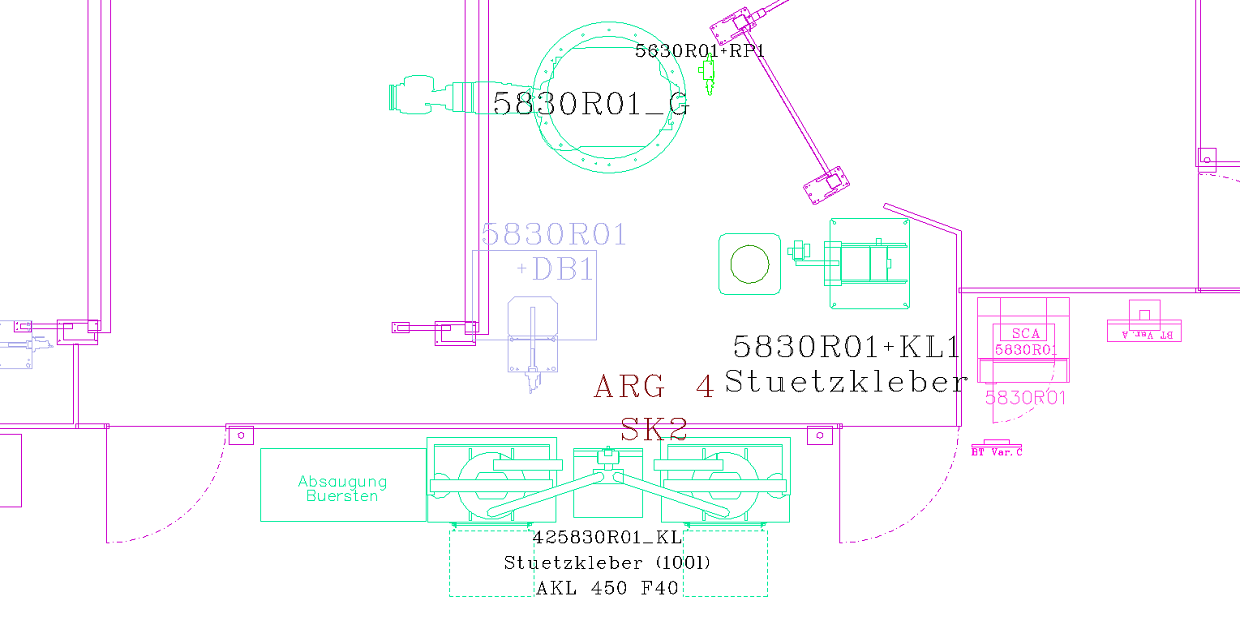 5630R01+RP1
5830R01_G
5830R01
+DB1
5830R01+KL1
Stuetzkleber
ARG 4
SK2
SCA
5830R01
5830R01
BT Var.A
BT Var.C
Absaugung
Buersten
425830R01_KL
Stuetzkleber (100l)
AKL 450 F40